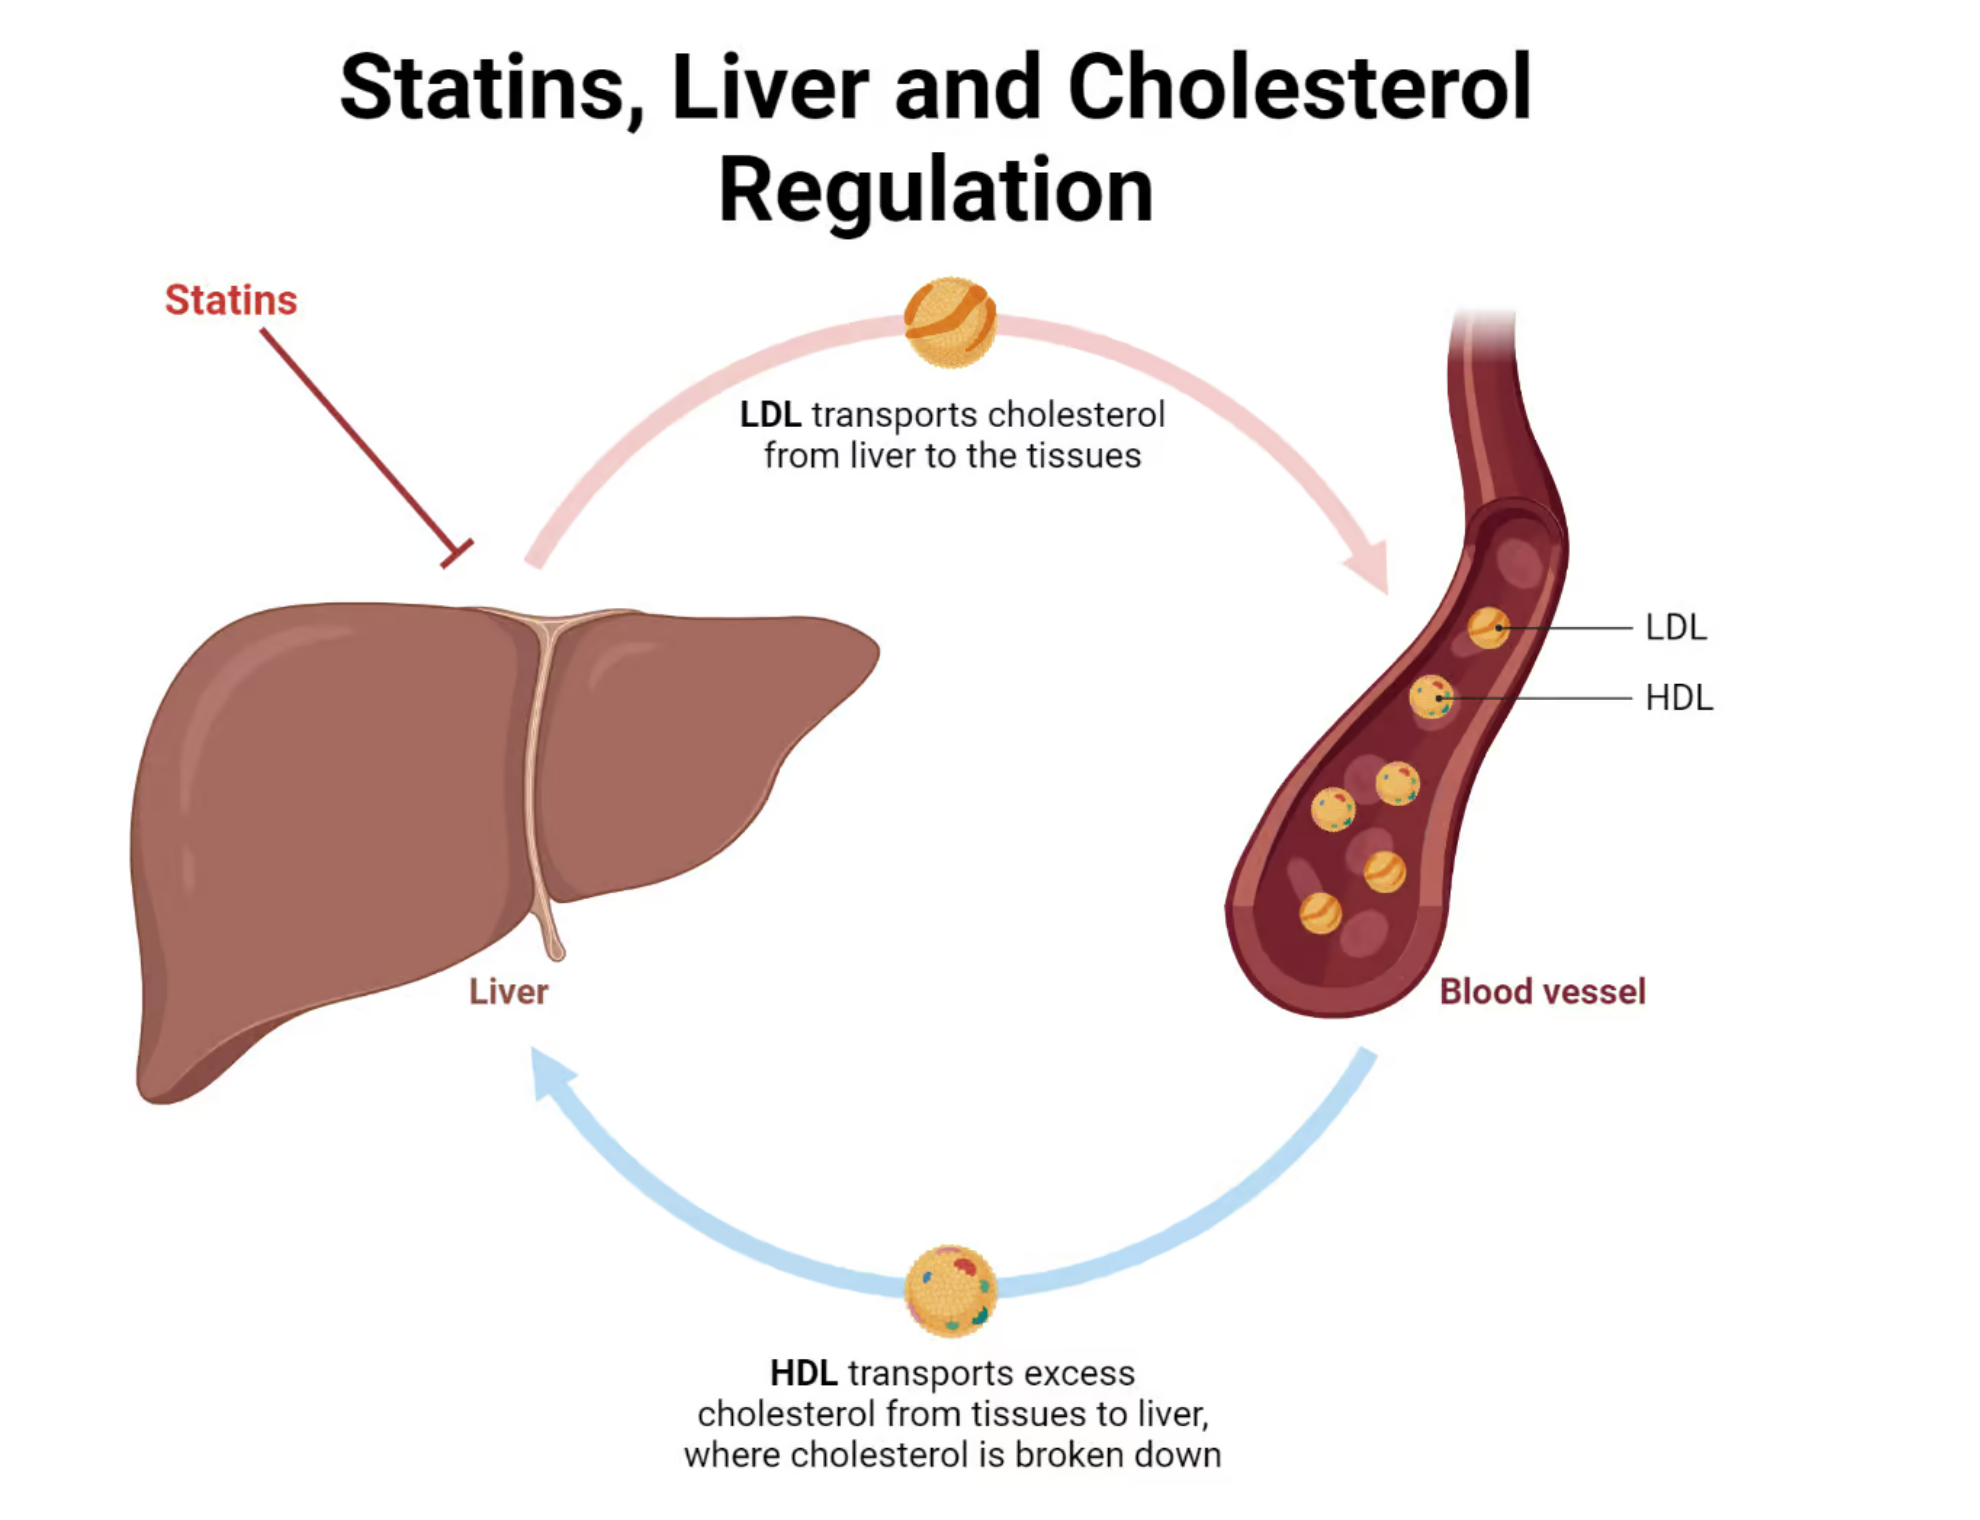 Statins, Liver and Cholesterol
Regulation
Statins
LDL transports cholesterol
from liver to the tissues
LDL
HDL
Liver
Blood vessel
HDL transports excess
cholesterol from tissues to liver,
where cholesterol is broken down